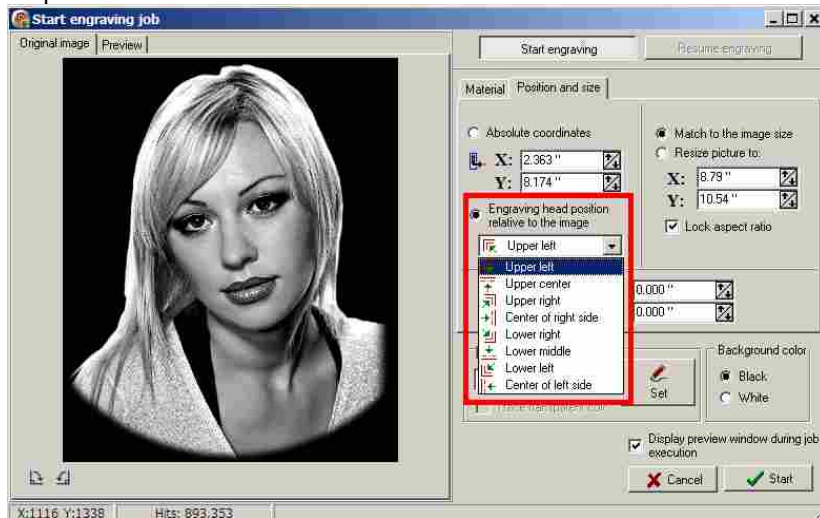 Start engraving job
Original image
Preview
Start engraving
Resume engraving
Material
Position and size
Absolute coordinates
X: 2.363 "
Y: 8.174 "
Match to the image size
Resize picture to:
X: 8.79 "
Y: 10.54 "
Lock aspect ratio
Engraving head position
relative to the image
Upper left
Upper left
Upper center
Upper right
Center of right side
Lower right
Lower middle
Lower left
Center of left side
0.000 "
0.000 "
Set
Background color
Black
White
Display preview window during job
execution
Cancel
Start
X:1116 Y:1338
Hits: 893,353